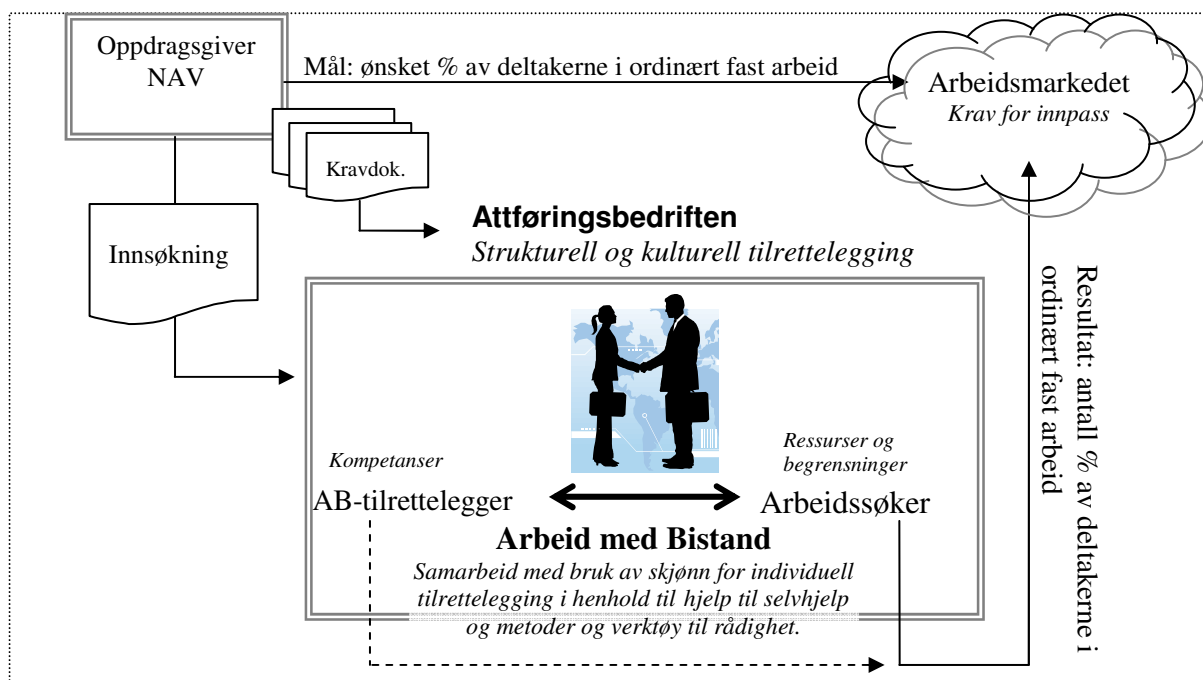 Oppdragsgiver
NAV
Mål: ønsket % av deltakerne i ordinært fast arbeid
Arbeidsmarkedet
Krav for innpass
Kravdok.
Innsøkning
Attføringsbedriften
Strukturell og kulturell tilrettelegging
Kompetanser
AB-tilrettelegger
Ressurser og
begrensninger
Arbeidssøker
Arbeid med Bistand
Samarbeid med bruk av skjønn for individuell
tilrettelegging i henhold til hjelp til selvhjelp
og metoder og verktøy til rådighet.
Resultat: antall % av deltakerne i
ordinært fast arbeid